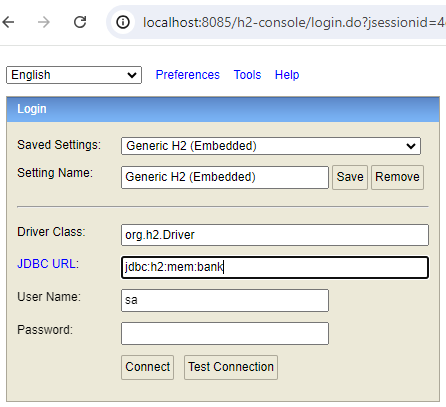 localhost:8085/h2-console/login.do?jsessionid=4
English Preferences Tools Help
Login
Saved Settings: Generic H2 (Embedded)
Setting Name: Generic H2 (Embedded) Save Remove
Driver Class: org.h2.Driver
JDBC URL: jdbc:h2:mem:bank
User Name: sa
Password:
Connect Test Connection